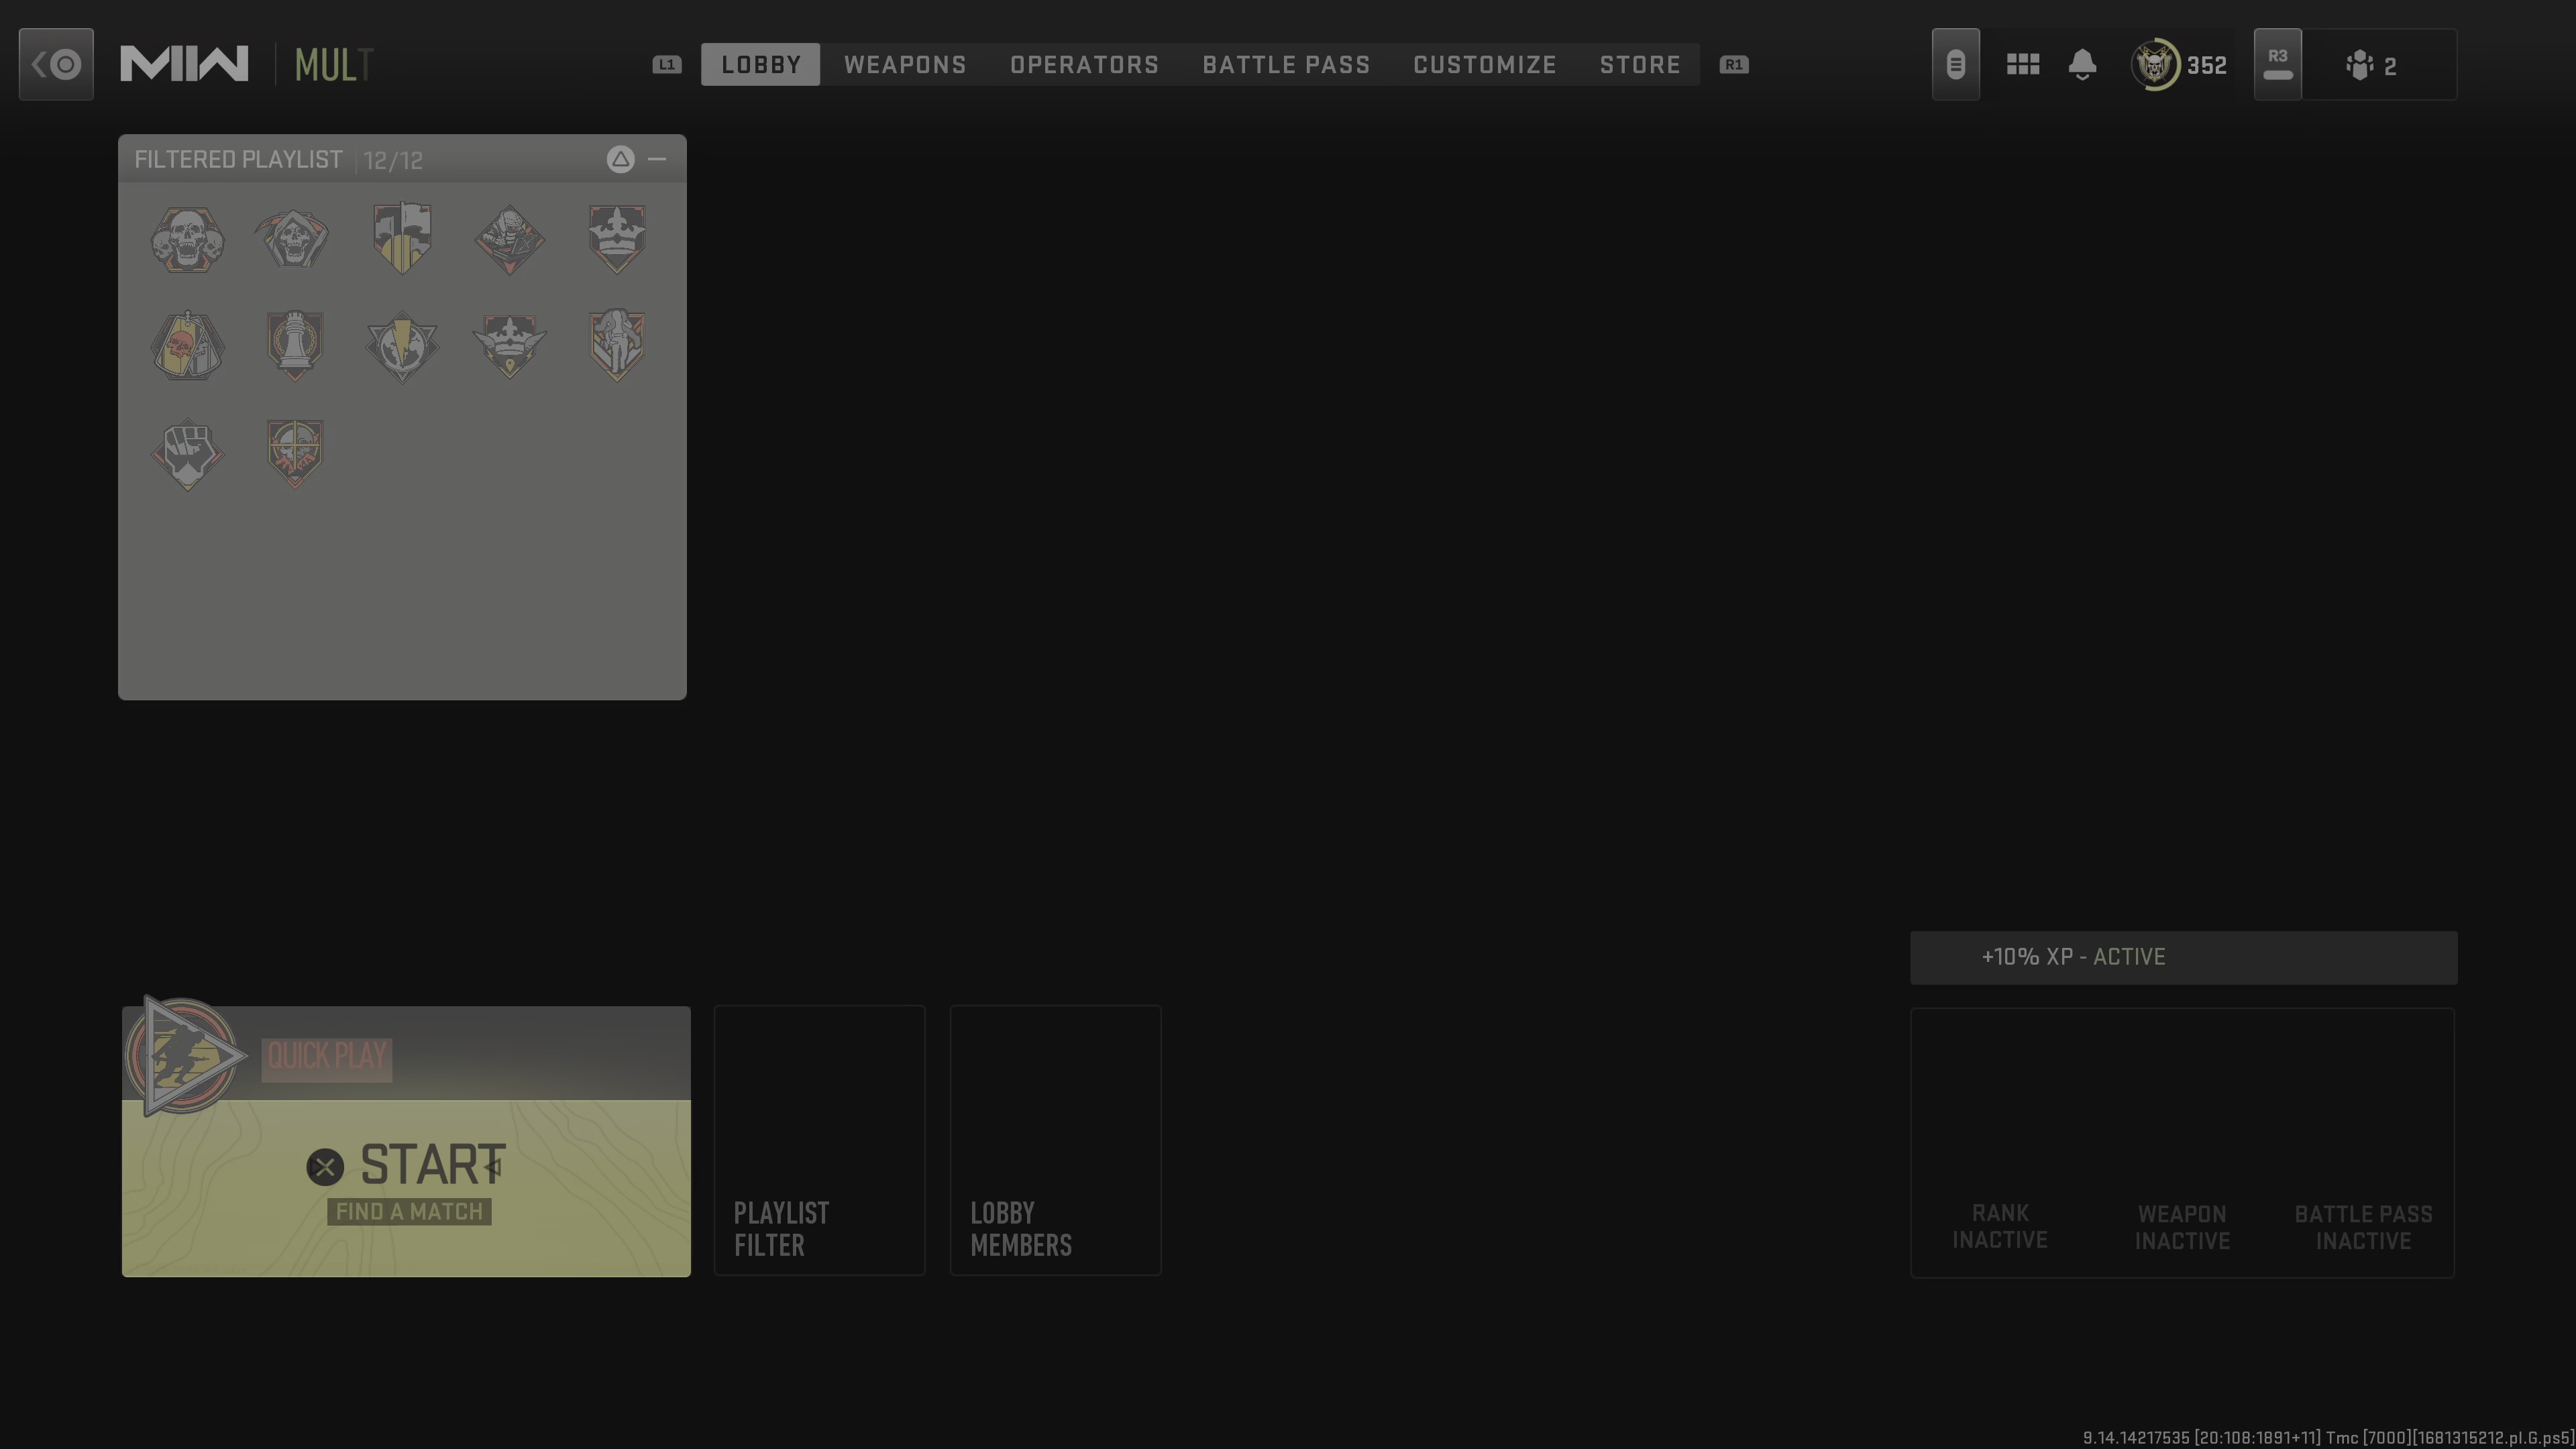 MIIW
MULT
L1
LOBBY
WEAPONS
OPERATORS
BATTLE PASS
CUSTOMIZE
STORE
R1
352
R3
2
FILTERED PLAYLIST
12/12
+10% XP - ACTIVE
QUICK PLAY
START
FIND A MATCH
PLAYLIST
FILTER
LOBBY
MEMBERS
RANK
INACTIVE
WEAPON
INACTIVE
BATTLE PASS
INACTIVE
9.14.14217535 [20:108:1891+11] Tmc [7000][1681315212.pl.G.ps5]